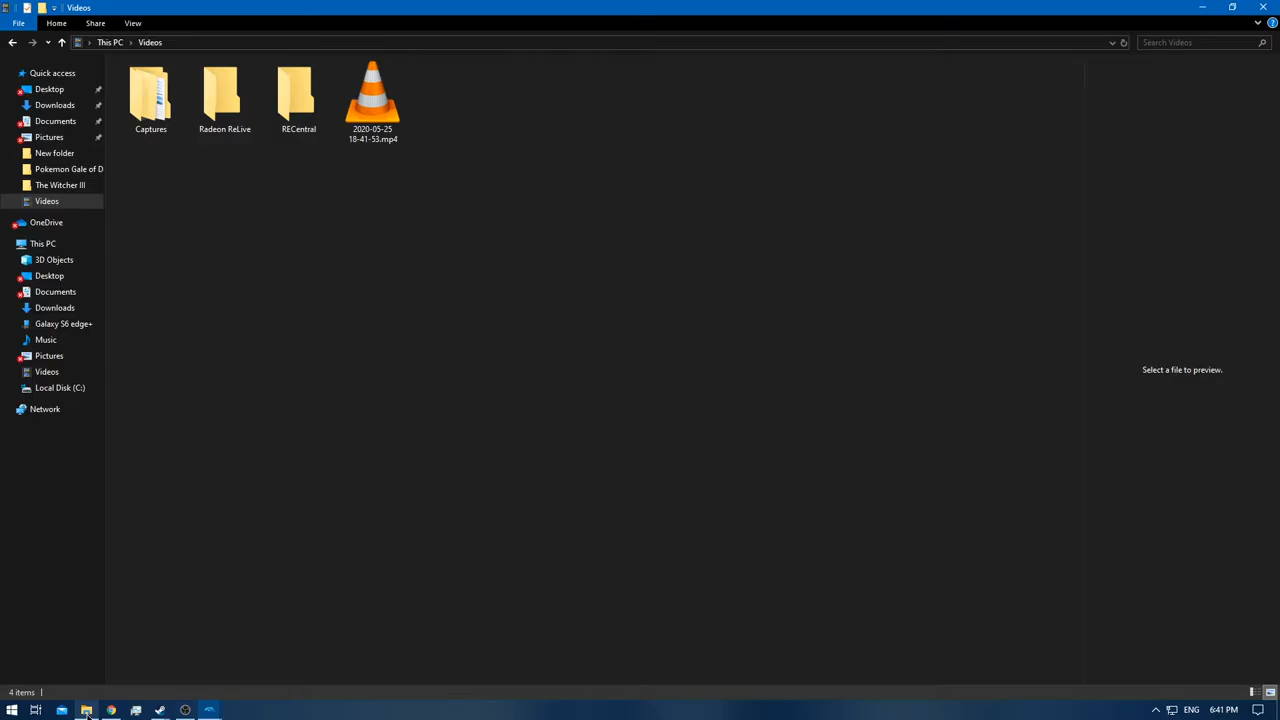 Videos
File Home Share View
This PC Videos Search Videos
Quick access
Desktop
Downloads
Documents
Pictures
New folder
Pokemon Gale of D
The Witcher III
Videos
OneDrive
This PC
3D Objects
Desktop
Documents
Downloads
Galaxy S6 edge+
Music
Pictures
Videos
Local Disk (C:)
Network
Captures
Radeon ReLive
RECentral
2020-05-25
18-41-53.mp4
Select a file to preview.
4 items
ENG 6:41 PM